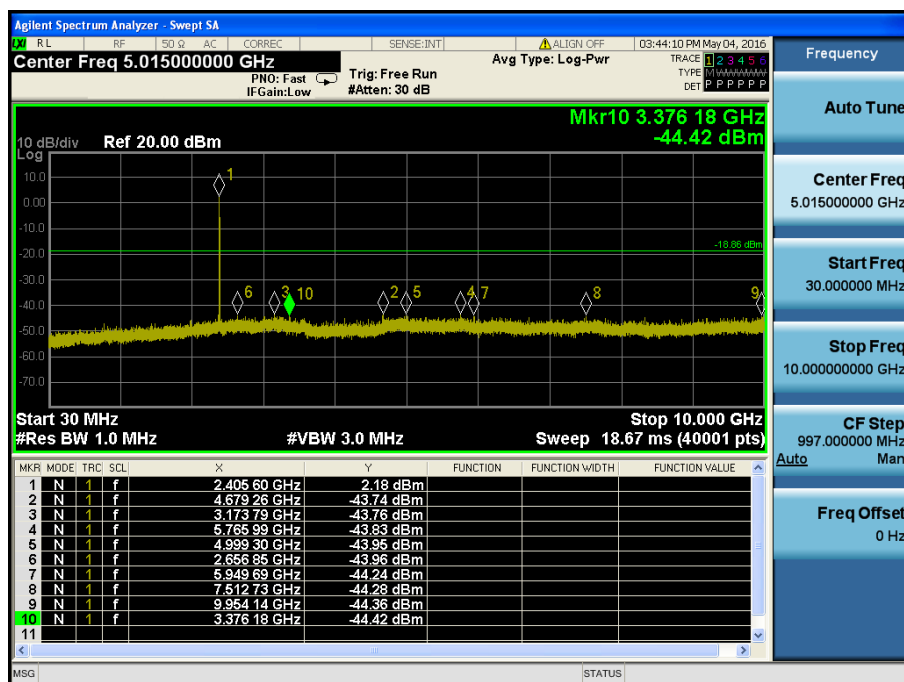 Agilent Spectrum Analyzer - Swept SA
LXI RL RF 50 Ω AC CORREC SENSE:INT ALIGN OFF 03:44:10 PM May 04, 2016
Center Freq 5.015000000 GHz Avg Type: Log-Pwr TRACE 1 2 3 4 5 6
PNO: Fast Trig: Free Run TYPE M WWWWW
IFGain:Low #Atten: 30 dB DET P P P P P P
Mkr10 3.376 18 GHz
-44.42 dBm
10 dB/div Ref 20.00 dBm
Log
10.0
0.00
-10.0
-20.0
-30.0
-40.0
-50.0
-60.0
-70.0
-18.86 dBm
1
6 3 10 2 5 4 7 8 9
Start 30 MHz Stop 10.000 GHz
#Res BW 1.0 MHz #VBW 3.0 MHz Sweep 18.67 ms (40001 pts)
MKR MODE TRC SCL X Y FUNCTION FUNCTION WIDTH FUNCTION VALUE
1 N 1 f 2.405 60 GHz 2.18 dBm
2 N 1 f 4.679 26 GHz -43.74 dBm
3 N 1 f 3.173 79 GHz -43.76 dBm
4 N 1 f 5.765 99 GHz -43.83 dBm
5 N 1 f 4.999 30 GHz -43.95 dBm
6 N 1 f 2.656 85 GHz -43.96 dBm
7 N 1 f 5.949 69 GHz -44.24 dBm
8 N 1 f 7.512 73 GHz -44.28 dBm
9 N 1 f 9.954 14 GHz -44.36 dBm
10 N 1 f 3.376 18 GHz -44.42 dBm
11
MSG STATUS
Frequency
Auto Tune
Center Freq
5.015000000 GHz
Start Freq
30.000000 MHz
Stop Freq
10.000000000 GHz
CF Step
997.000000 MHz
Auto Man
Freq Offset
0 Hz